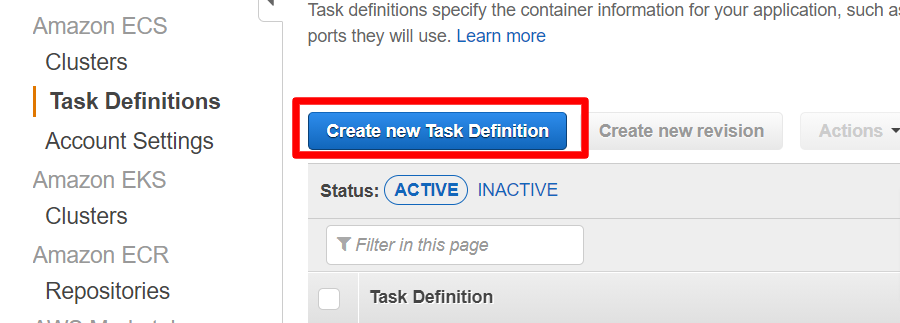 Amazon ECS
Clusters
Task Definitions
Account Settings
Amazon EKS
Clusters
Amazon ECR
Repositories
Task definitions specify the container information for your application, such as
ports they will use. Learn more
Create new Task Definition Create new revision Actions
Status: ACTIVE INACTIVE
Filter in this page
Task Definition